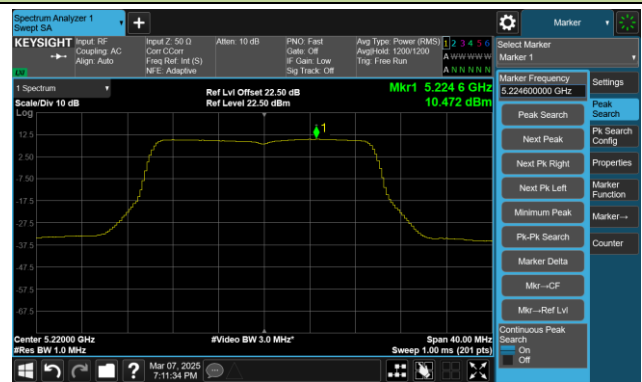 Spectrum Analyzer 1
Swept SA
+
Marker
KEYSIGHT
Input: RF
Coupling: AC
Align: Auto
Input Z: 50 Ω
Corr CCorr
Freq Ref: Int (S)
NFE: Adaptive
Atten: 10 dB
PNO: Fast
Gate: Off
IF Gain: Low
Sig Track: Off
Avg Type: Power (RMS)
Avg|Hold: 1200/1200
Trig: Free Run
1 2 3 4 5 6
A W W W W W
A N N N N N
LV
Select Marker
Marker 1
1 Spectrum
Scale/Div 10 dB
Log
Ref Lvl Offset 22.50 dB
Ref Level 22.50 dBm
Mkr1 5.224 6 GHz
10.472 dBm
1
12.5
2.50
-7.50
-17.5
-27.5
-37.5
-47.5
-57.5
-67.5
Center 5.22000 GHz
#Res BW 1.0 MHz
#Video BW 3.0 MHz*
Span 40.00 MHz
Sweep 1.00 ms (201 pts)
Marker Frequency
5.224600000 GHz
Peak Search
Next Peak
Next Pk Right
Next Pk Left
Minimum Peak
Pk-Pk Search
Marker Delta
Mkr→CF
Mkr→Ref Lvl
Continuous Peak
Search
On
Off
Settings
Peak
Search
Pk Search
Config
Properties
Marker
Function
Marker→
Counter
?
Mar 07, 2025
7:11:34 PM